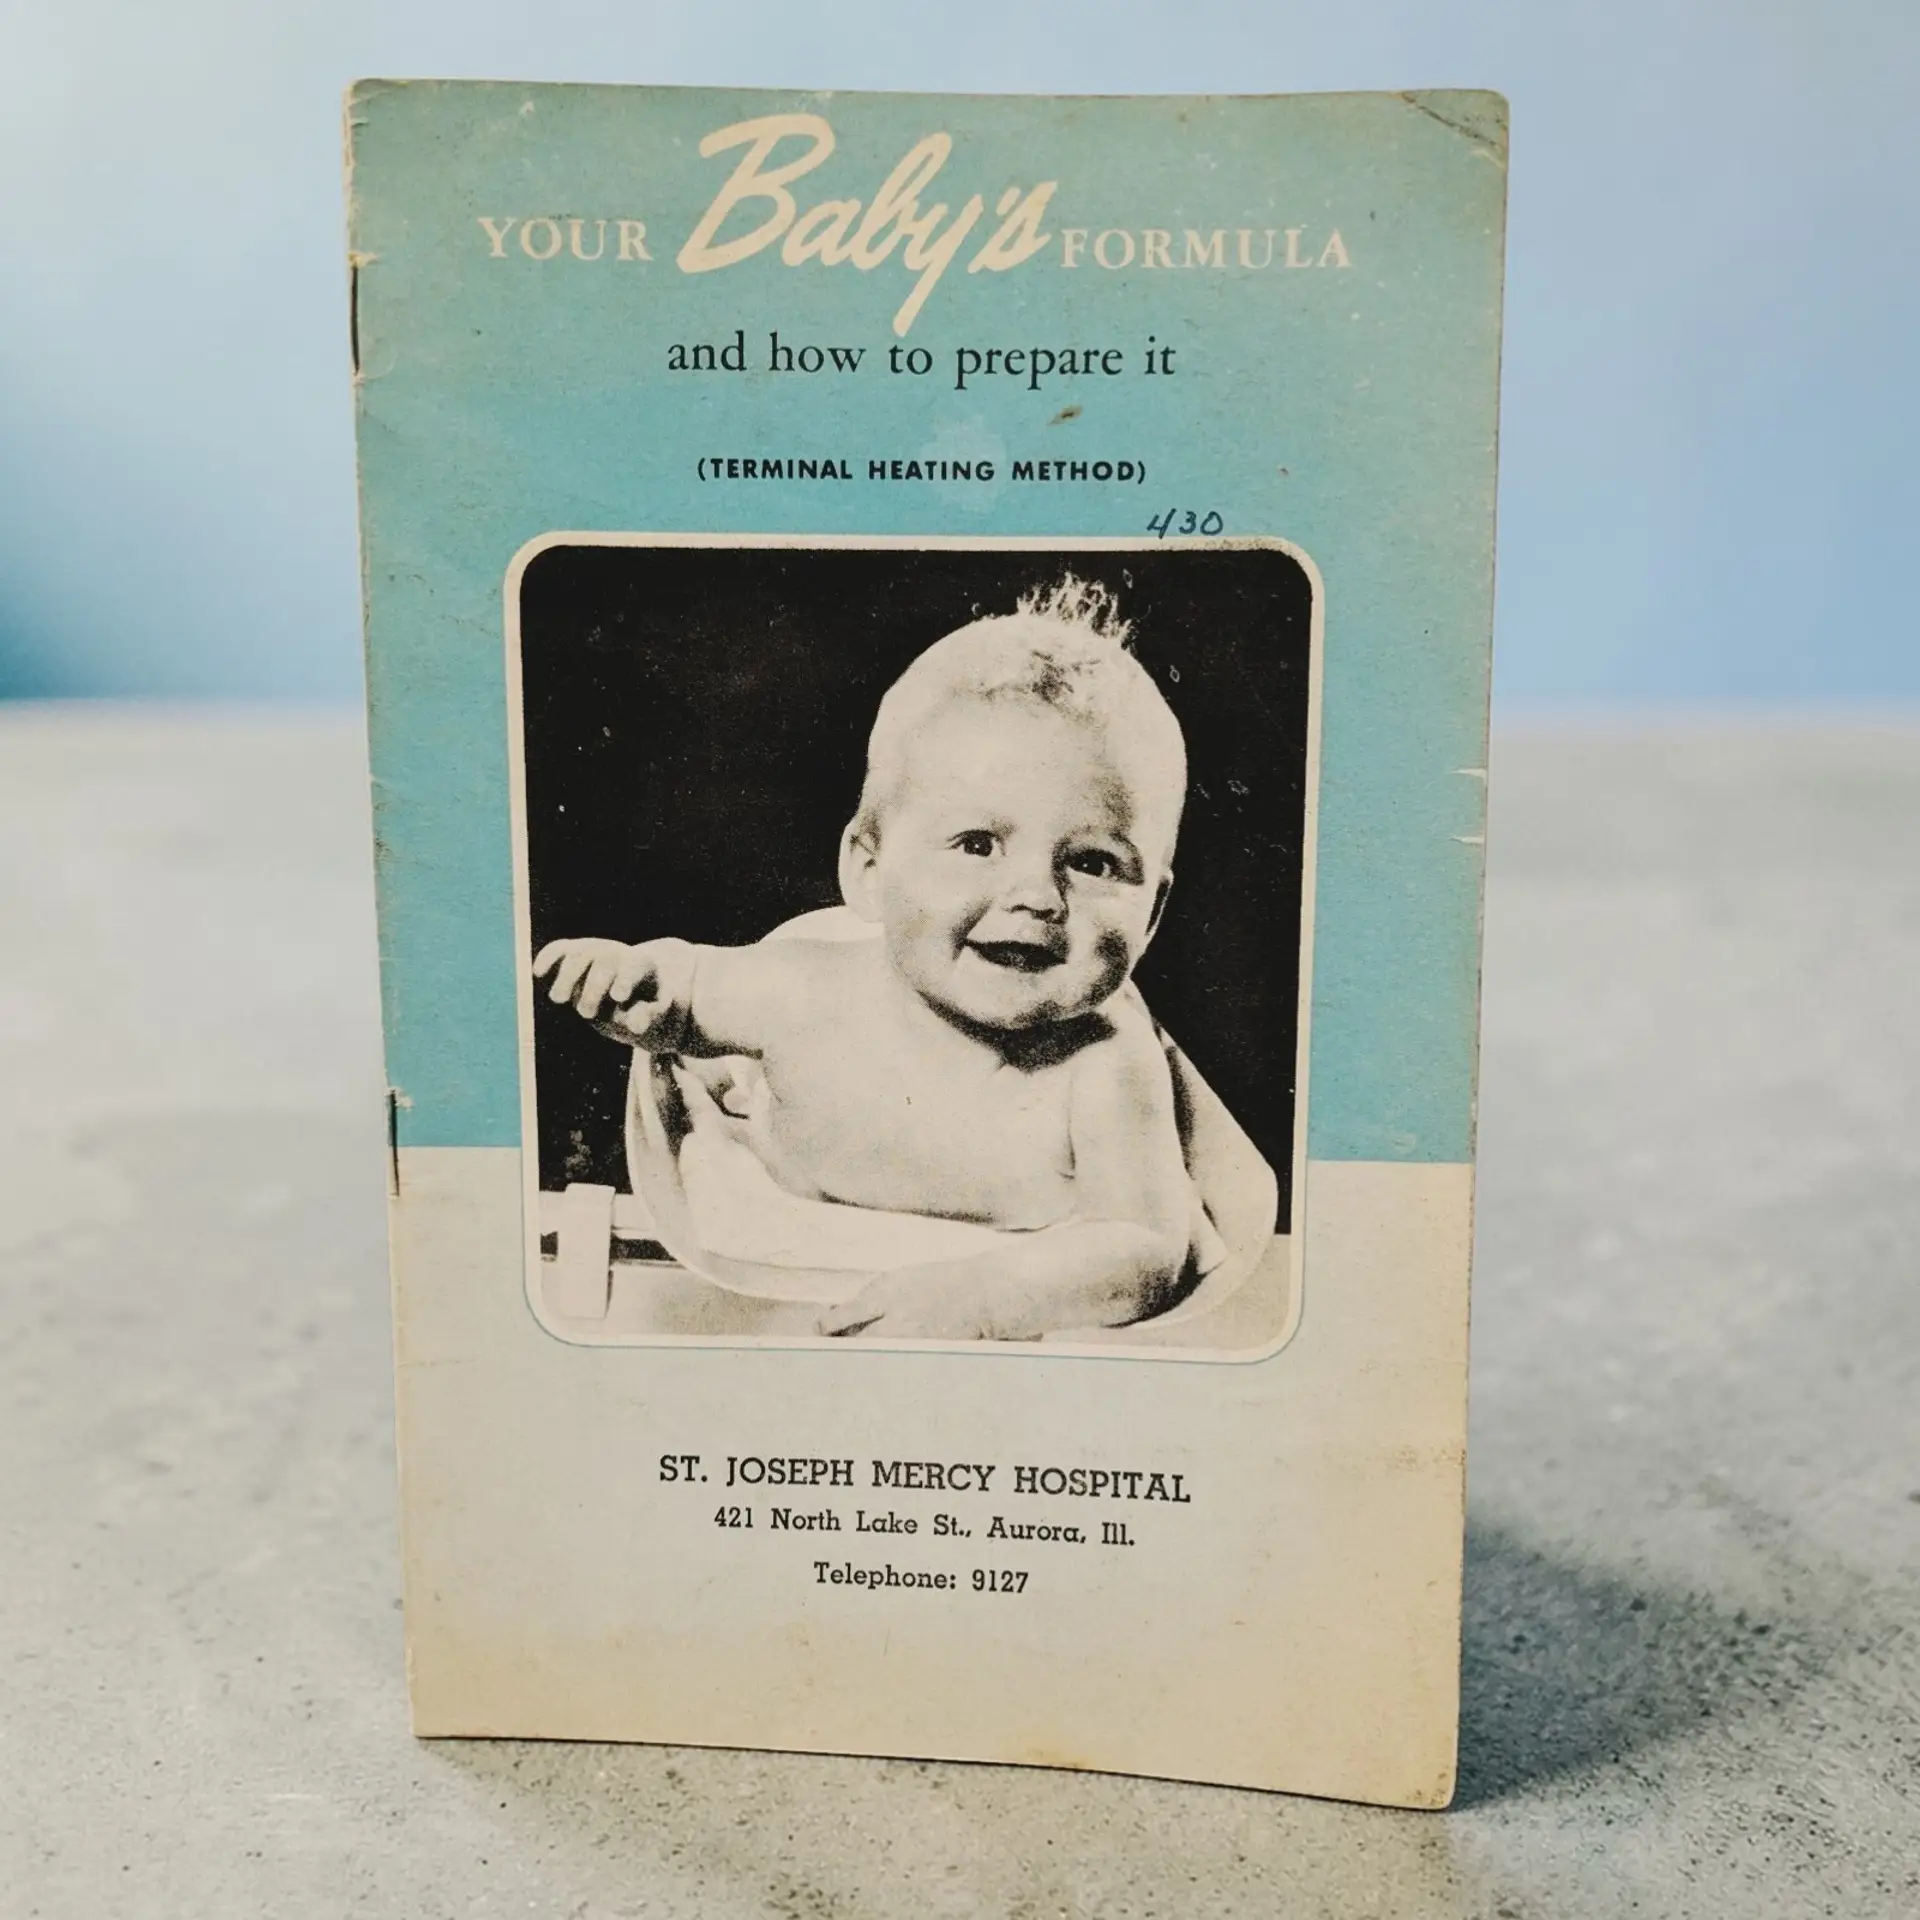 YOUR Baby's FORMULA
and how to prepare it
(TERMINAL HEATING METHOD)
430
ST. JOSEPH MERCY HOSPITAL
421 North Lake St., Aurora, Ill.
Telephone: 9127